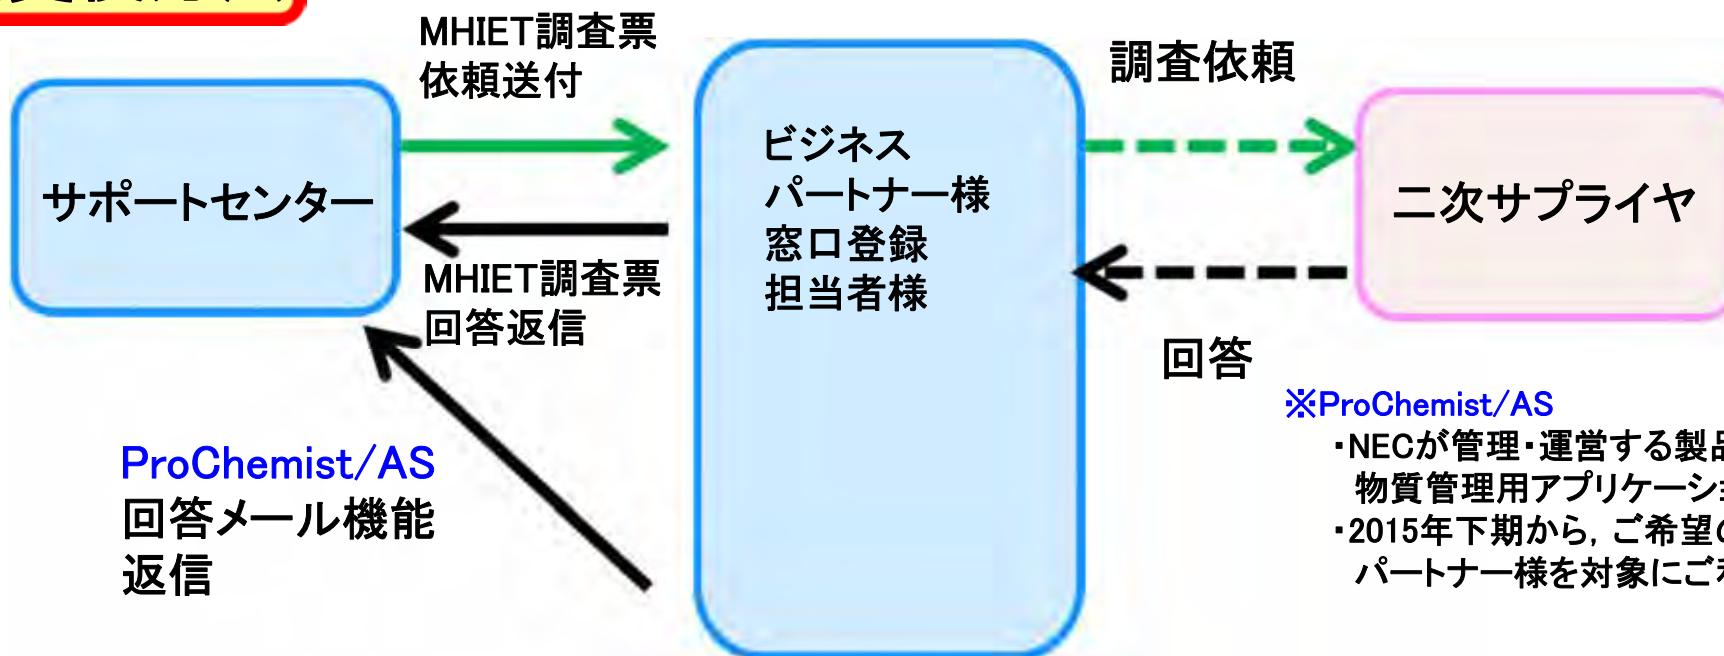 MHIET調査票
依頼送付
調査依頼
サポートセンター
ビジネス
パートナー様
窓口登録
担当者様
二次サプライヤ
MHIET調査票
回答返信
回答
ProChemist/AS
回答メール機能
返信
※ProChemist/AS
・NECが管理・運営する製品
物質管理用アプリケーショ
・2015年下期から，ご希望の
パートナー様を対象にご利